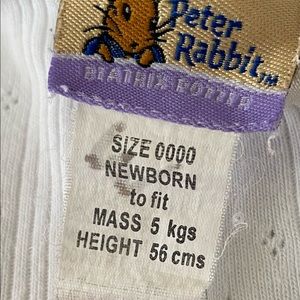 Peter
Rabbit™
BEATRIX POTTER
SIZE 0000
NEWBORN
to fit
MASS 5 kgs
HEIGHT 56 cms